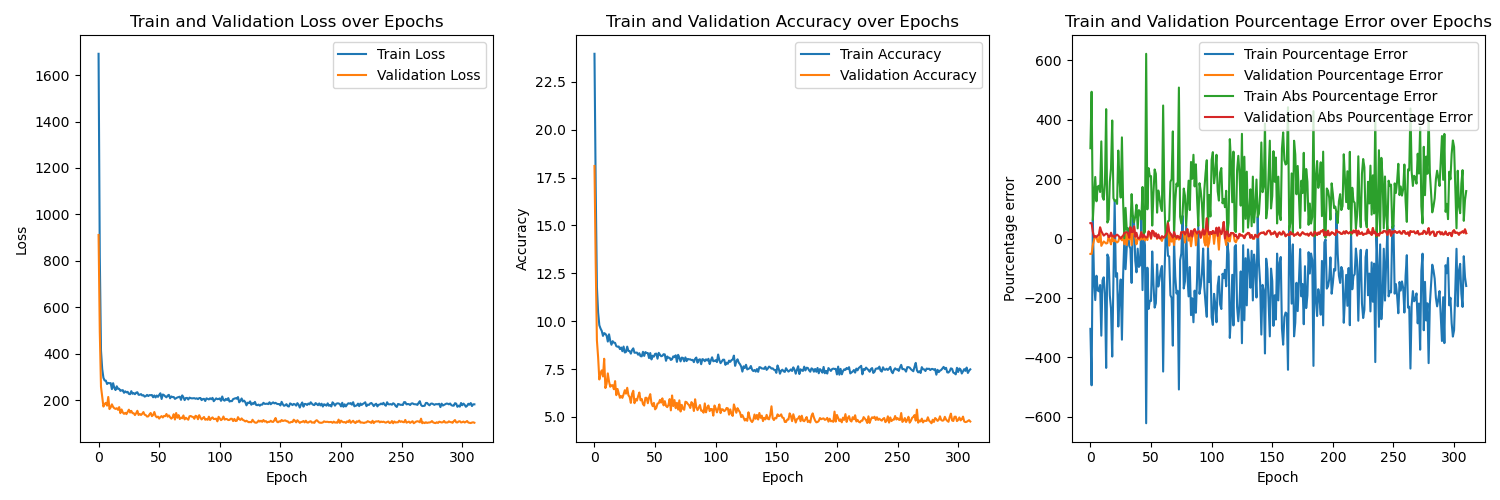 Train and Validation Loss over Epochs
Loss
1600
1400
1200
1000
800
600
400
200
Train Loss
Validation Loss
0 50 100 150 200 250 300
Epoch
Train and Validation Accuracy over Epochs
Accuracy
22.5
20.0
17.5
15.0
12.5
10.0
7.5
5.0
Train Accuracy
Validation Accuracy
0 50 100 150 200 250 300
Epoch
Train and Validation Pourcentage Error over Epochs
Pourcentage error
600
400
200
0
−200
−400
−600
Train Pourcentage Error
Validation Pourcentage Error
Train Abs Pourcentage Error
Validation Abs Pourcentage Error
0 50 100 150 200 250 300
Epoch